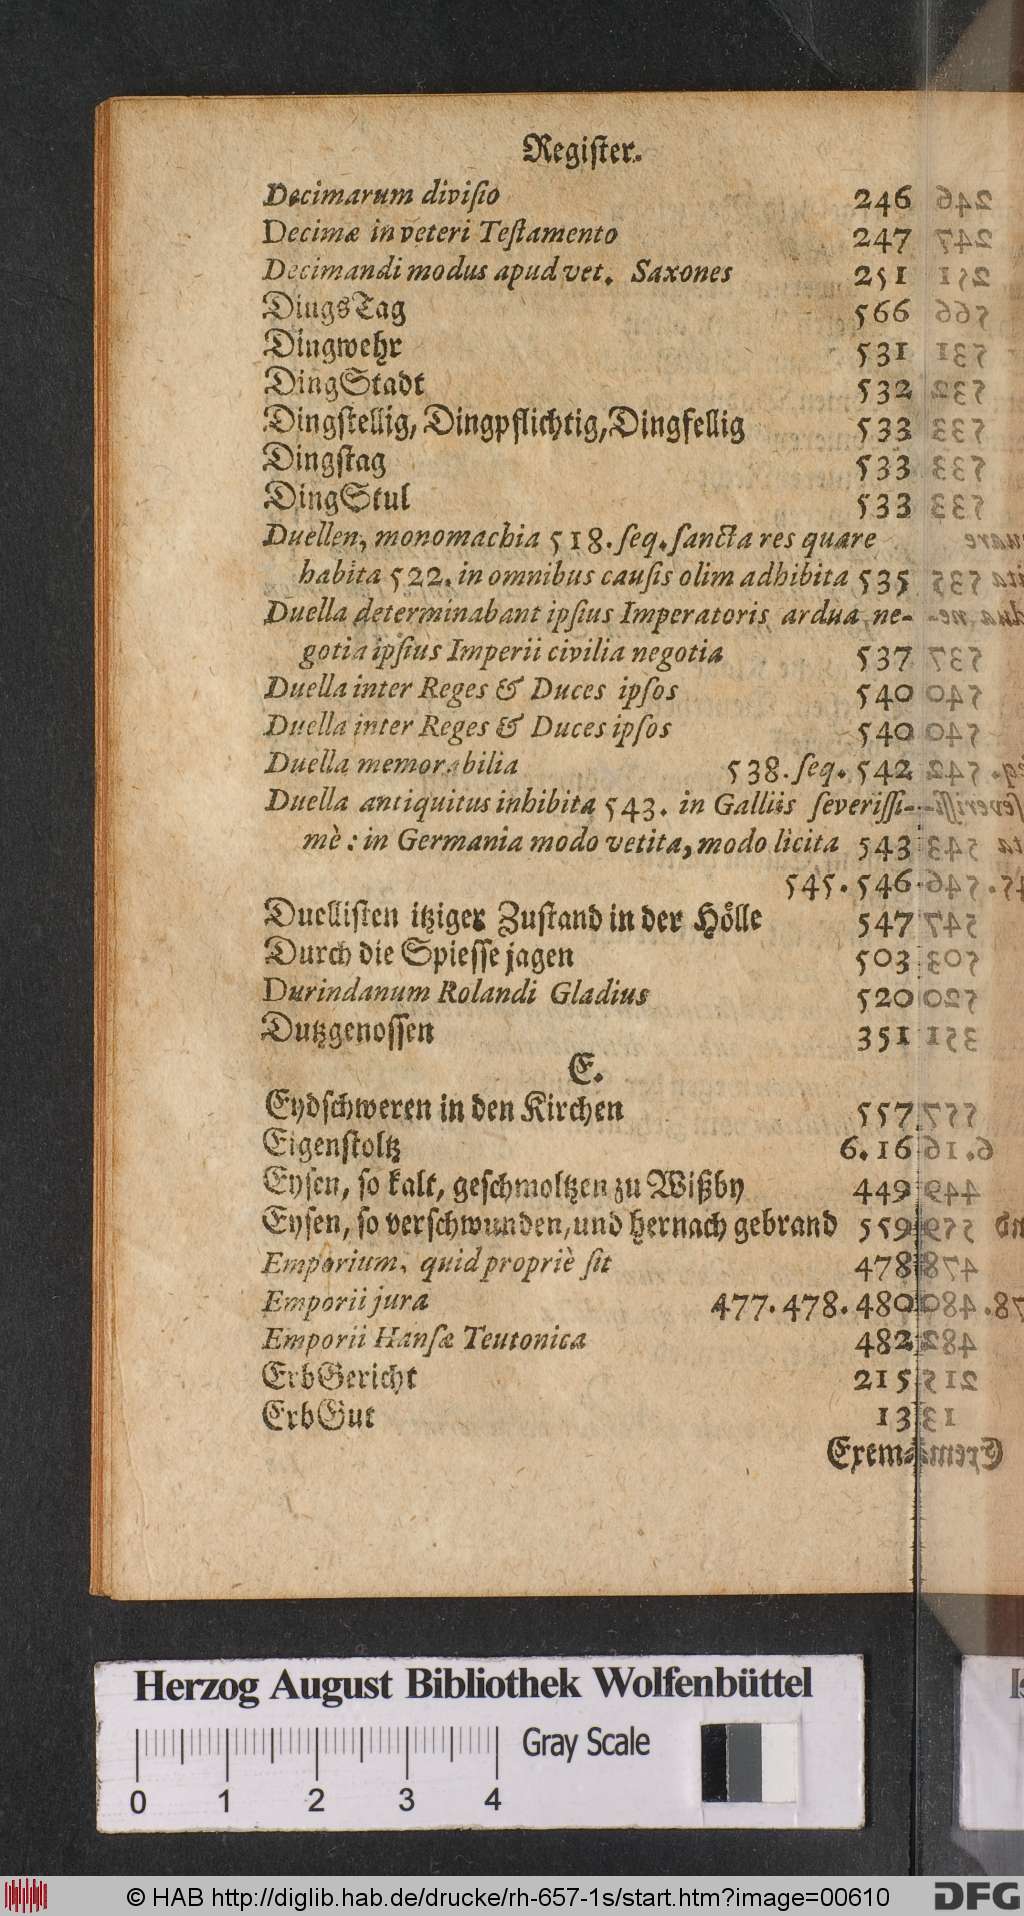 Regiſter.
Decimarum diviſio 246
Decimæ in veteri Teſtamento 247
Decimandi modus apud vet. Saxones 251
DingsTag 566
Dingwehr 531
DingStadt 532
Dingſtellig, Dingpflichtig, Dingfellig 533
Dingſtag 533
DingStul 533
Duellen, monomachia 518. ſeq. ſancta res quare
habita 522. in omnibus cauſis olim adhibita 535
Duella determinabant ipſius Imperatoris ardua ne-
gotia ipſius Imperii civilia negotia 537
Duella inter Reges & Duces ipſos 540
Duella inter Reges & Duces ipſos 540
Duella memorabilia 538. ſeq. 542
Duella antiquitus inhibita 543. in Galliis ſeveriſſi-
mè: in Germania modo vetita, modo licita 543
545. 546
Duelliſten itziger Zuſtand in der Hölle 547
Durch die Spieſſe jagen 503
Durindanum Rolandi Gladius 520
Dutzgenoſſen 351
E.
Eydſchweren in den Kirchen 557
Eigenſtoltz 6. 16
Eyſen, ſo kalt, geſchmoltzen zu Wißby 449
Eyſen, ſo verſchwunden, und hernach gebrand 559
Emporium, quid propriè ſit 478
Emporii jura 477. 478. 480
Emporii Hanſæ Teutonica 482
ErbGericht 215
ErbGut 13
Exem-
Herzog August Bibliothek Wolfenbüttel
Gray Scale
0 1 2 3 4
© HAB http://diglib.hab.de/drucke/rh-657-1s/start.htm?image=00610
DFG